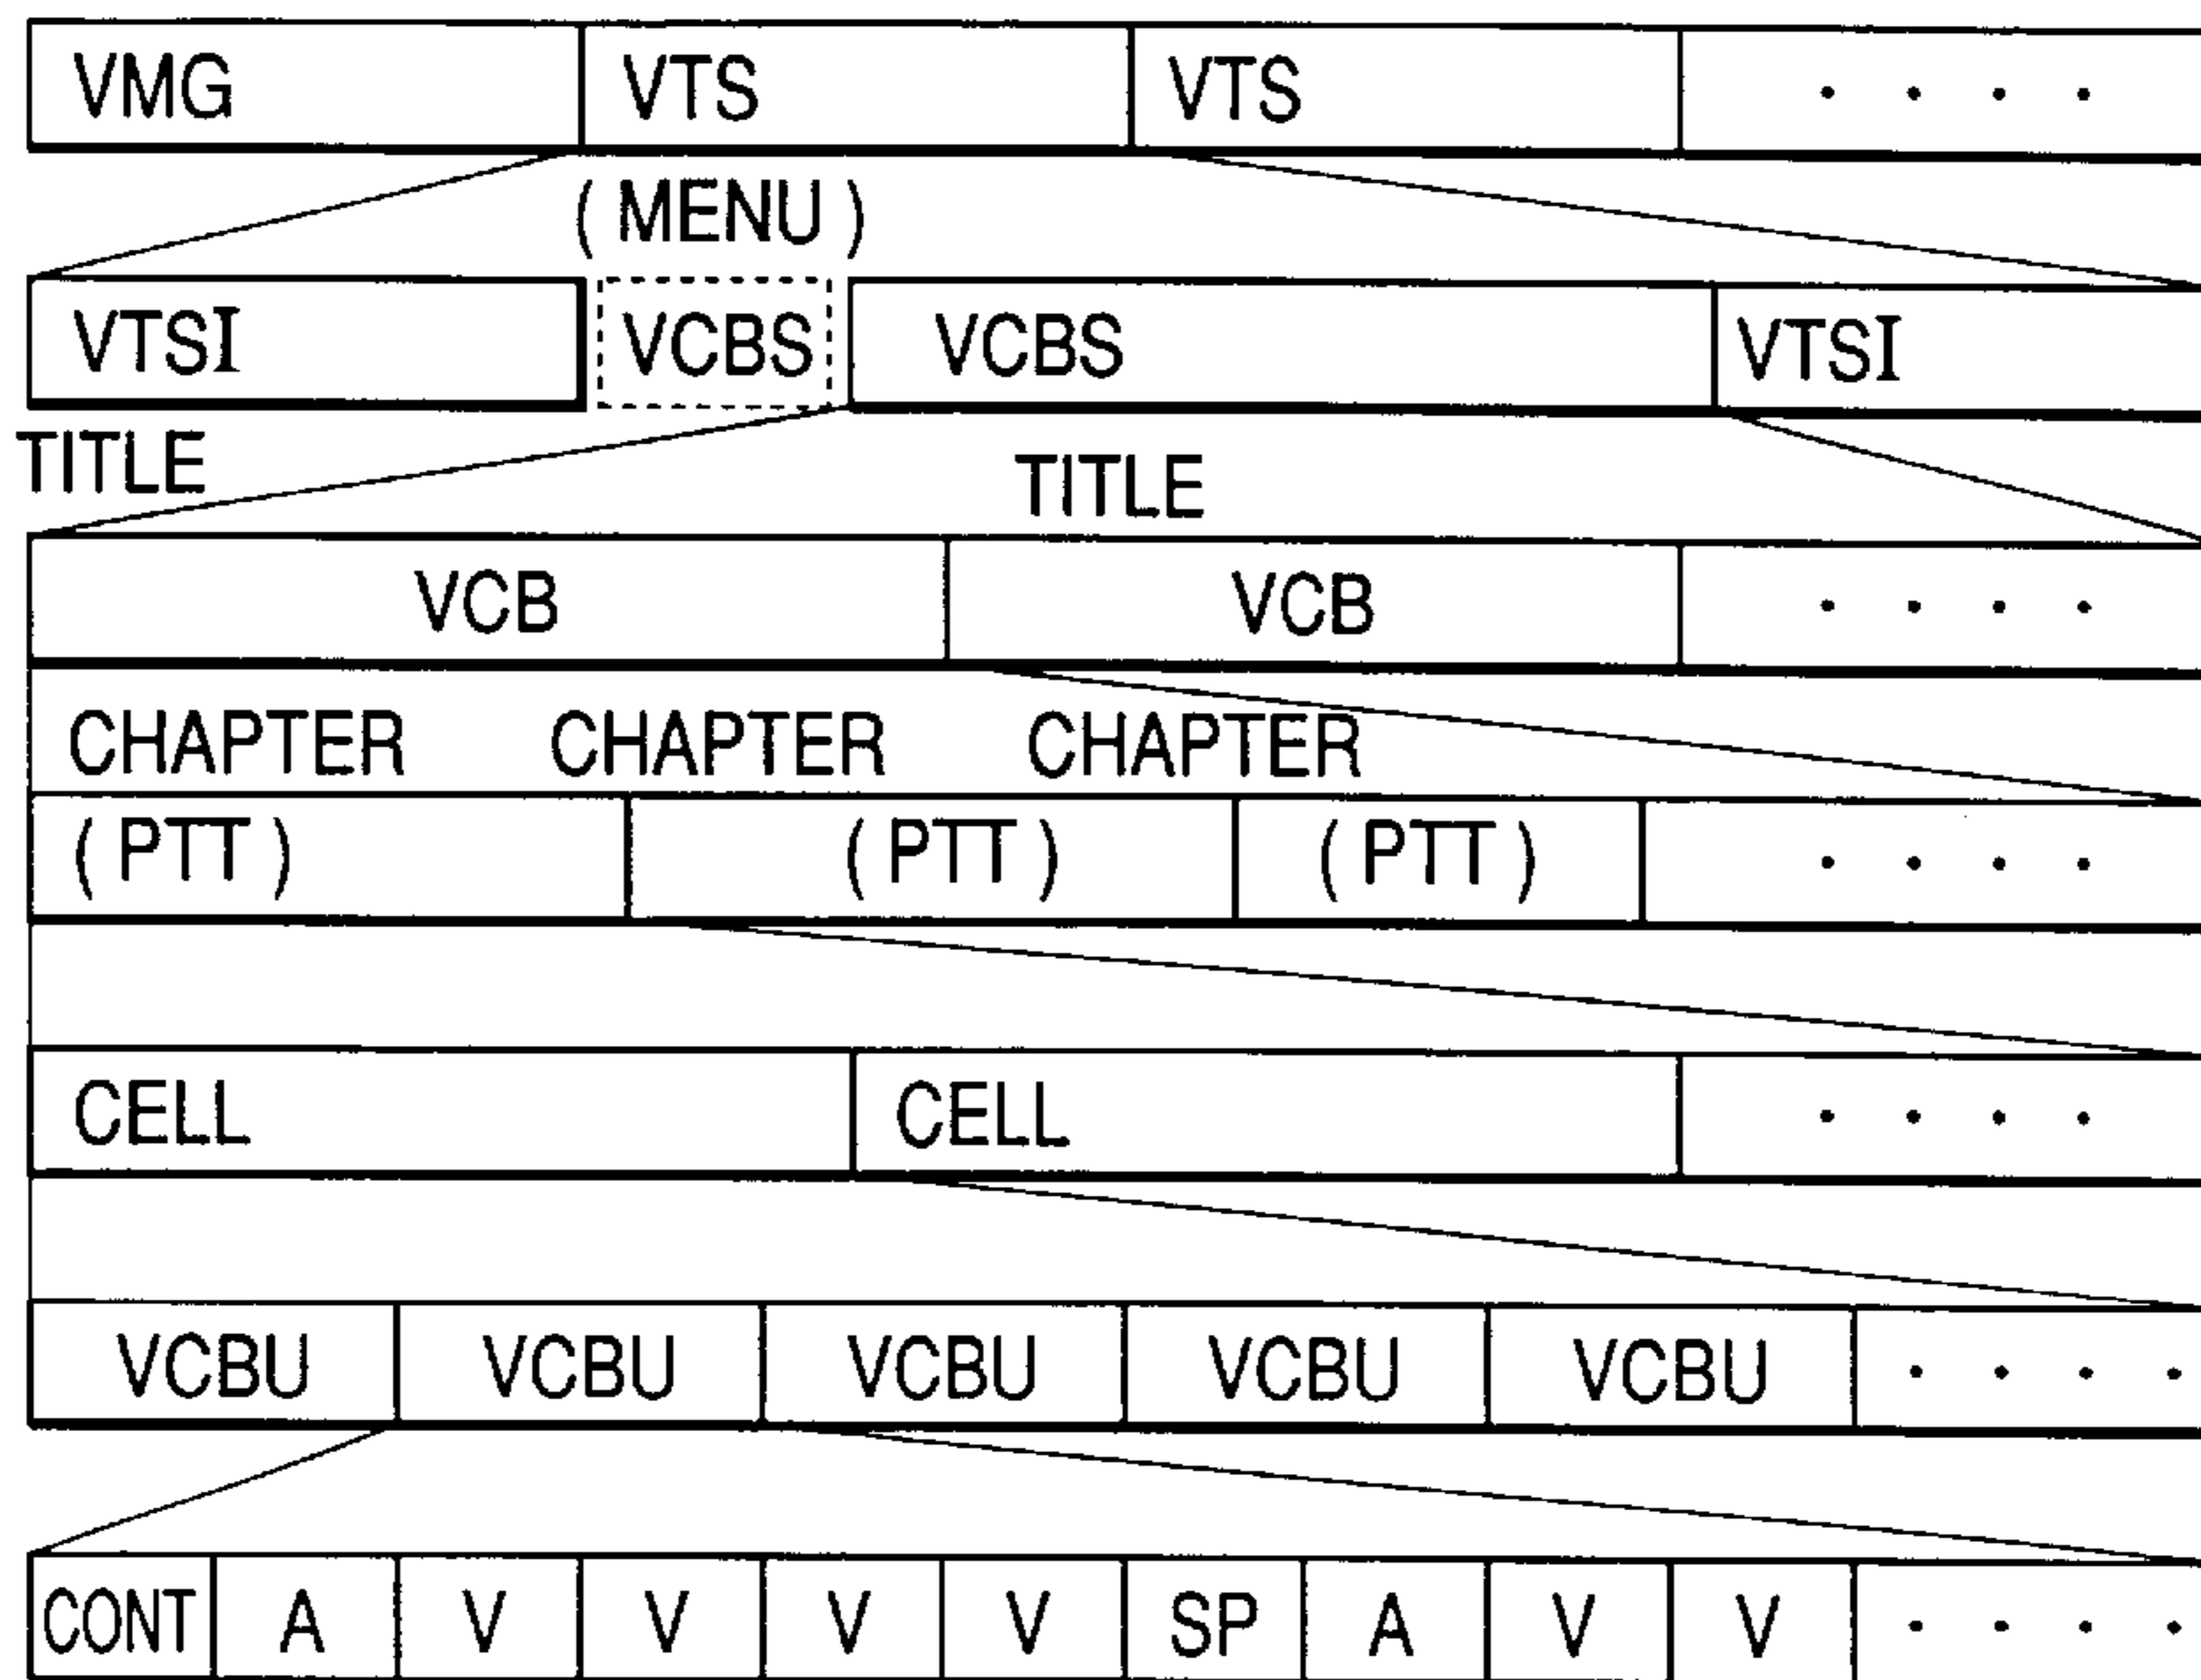 VMG VTS VTS · · · ·
( MENU )
VTSI VCBS VCBS VTSI
TITLE TITLE
VCB VCB · · · ·
CHAPTER CHAPTER CHAPTER
( PTT ) ( PTT ) ( PTT ) · · · ·
CELL CELL · · · ·
VCBU VCBU VCBU VCBU VCBU · · · ·
CONT A V V V V SP A V V · · · ·